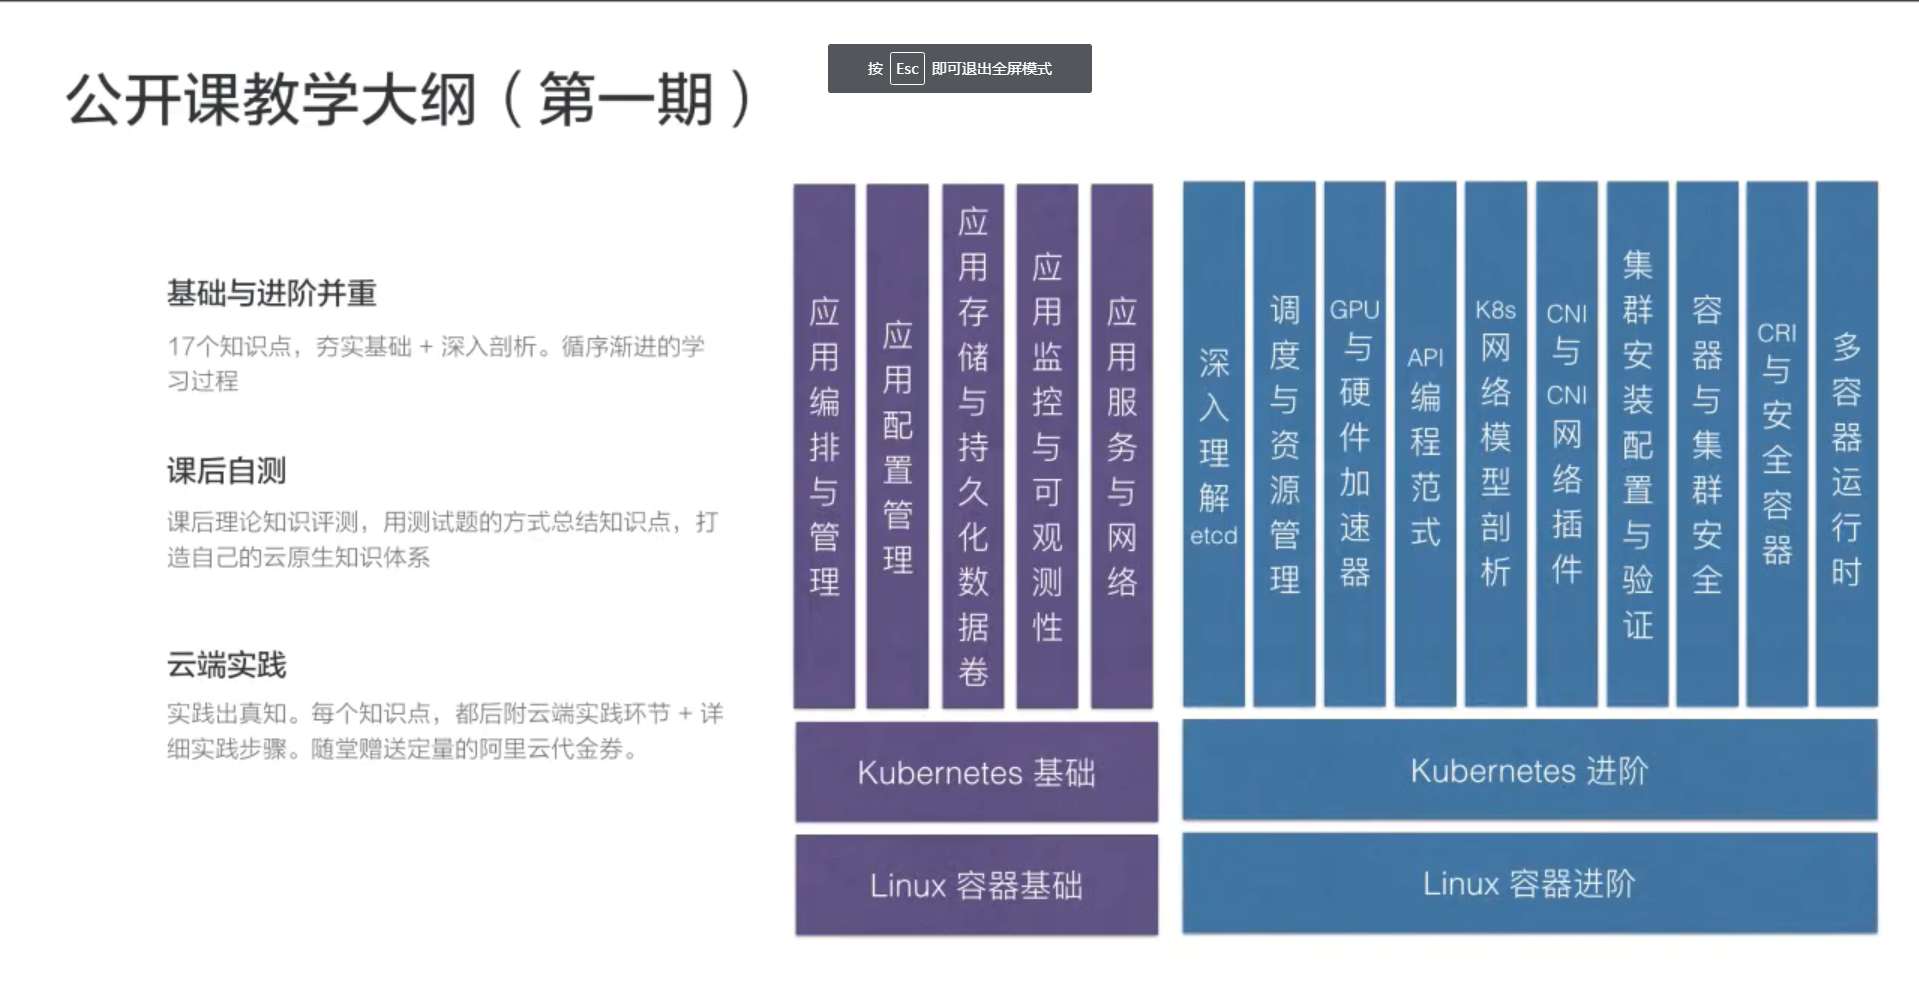 按 Esc 即可退出全屏模式
公开课教学大纲（第一期）
基础与进阶并重
17个知识点，夯实基础 + 深入剖析。循序渐进的学
习过程
课后自测
课后理论知识评测，用测试题的方式总结知识点，打
造自己的云原生知识体系
云端实践
实践出真知。每个知识点，都后附云端实践环节 + 详
细实践步骤。随堂赠送定量的阿里云代金券。
应用编排与管理
应用配置管理
应用存储与持久化数据卷
应用监控与可观测性
应用服务与网络
Kubernetes 基础
Linux 容器基础
深入理解etcd
调度与资源管理
GPU与硬件加速器
API编程范式
K8s网络模型剖析
CNI与CNI网络插件
集群安装配置与验证
容器与集群安全
CRI与安全容器
多容器运行时
Kubernetes 进阶
Linux 容器进阶